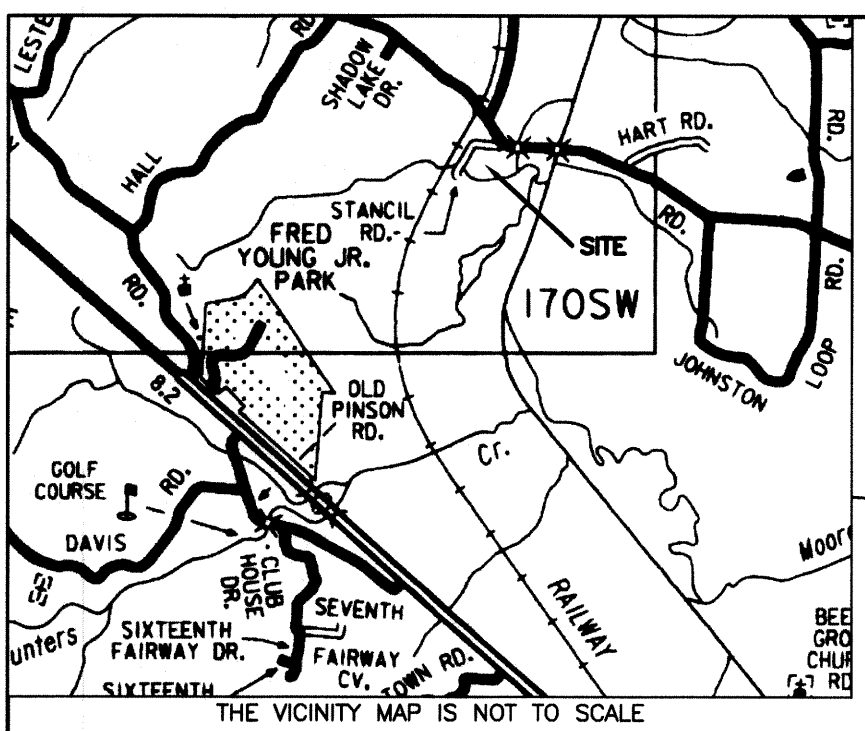 LESTE
RD.
SHADOW
LAKE
DR.
RD.
HART RD.
HALL
STANCIL
RD.-
RD.
FRED
YOUNG JR.
PARK
SITE
RD.
RD.
170SW
JOHNSTON
LOOP
8.2
OLD
PINSON
RD.
Cr.
GOLF
COURSE
RD.
DAVIS
Moore
CLUB
HOUSE
DR.
RAILWAY
SEVENTH
BEE
GRO
CHUR
RD
unters
SIXTEENTH
FAIRWAY DR.
FAIRWAY
CV.
TOWN RD.
SIXTEENTH
THE VICINITY MAP IS NOT TO SCALE